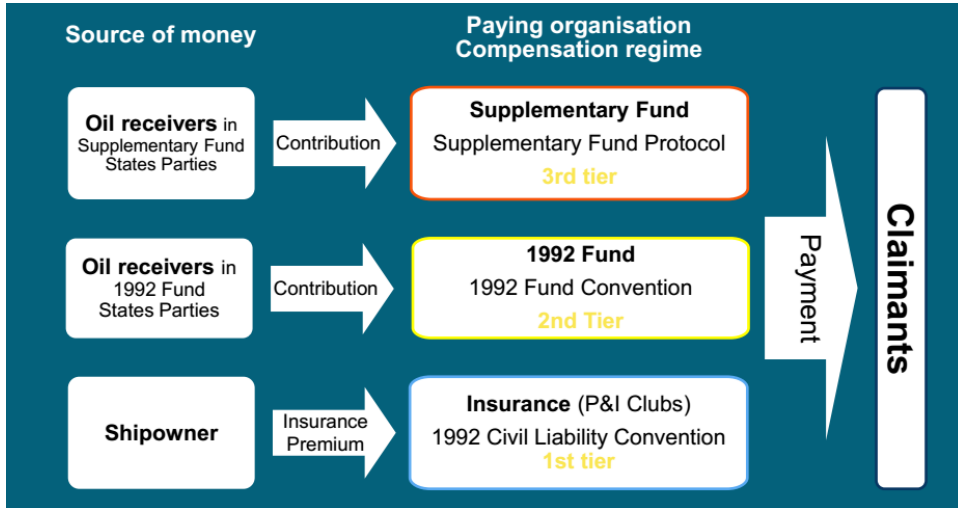 Source of money
Paying organisation
Compensation regime
Oil receivers in
Supplementary Fund
States Parties
Contribution
Supplementary Fund
Supplementary Fund Protocol
3rd tier
Oil receivers in
1992 Fund
States Parties
Contribution
1992 Fund
1992 Fund Convention
2nd Tier
Shipowner
Insurance
Premium
Insurance (P&I Clubs)
1992 Civil Liability Convention
1st tier
Payment
Claimants